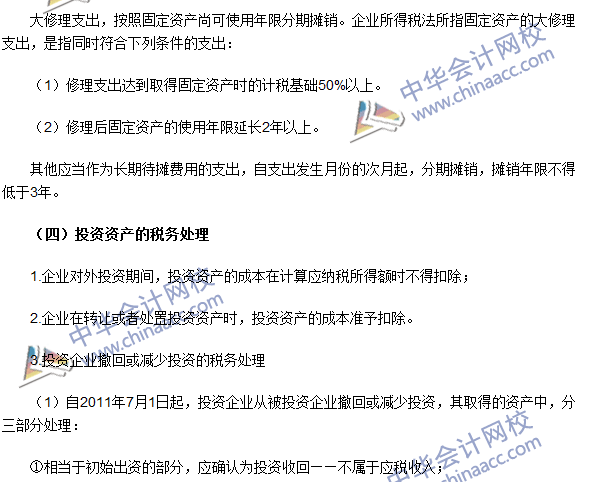 大修理支出，按照固定资产尚可使用年限分期摊销。企业所得税法所指固定资产的大修理
支出，是指同时符合下列条件的支出：
（1）修理支出达到取得固定资产时的计税基础50%以上。
（2）修理后固定资产的使用年限延长2年以上。
其他应当作为长期待摊费用的支出，自支出发生月份的次月起，分期摊销，摊销年限不得
低于3年。
（四）投资资产的税务处理
1.企业对外投资期间，投资资产的成本在计算应纳税所得额时不得扣除；
2.企业在转让或者处置投资资产时，投资资产的成本准予扣除。
3.投资企业撤回或减少投资的税务处理
（1）自2011年7月1日起，投资企业从被投资企业撤回或减少投资，其取得的资产中，分
三部分处理：
①相当于初始出资的部分，应确认为投资收回——不属于应税收入；
中华会计网校
www.chinaacc.com
中华会计网校
www.chinaacc.com
中华会计网校
www.chinaacc.com